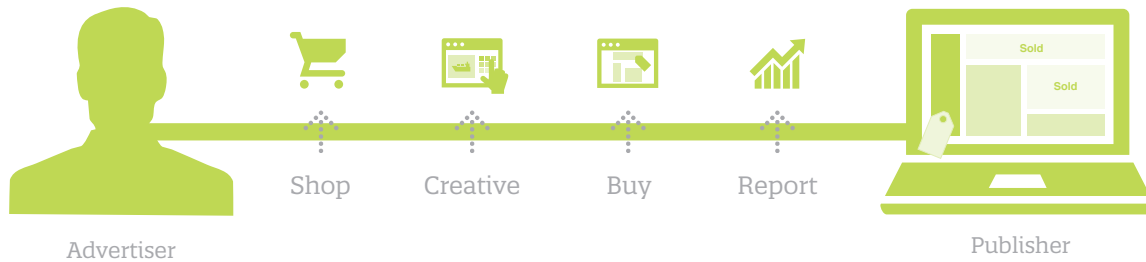 Sold
Sold
Shop
Creative
Buy
Report
Advertiser
Publisher